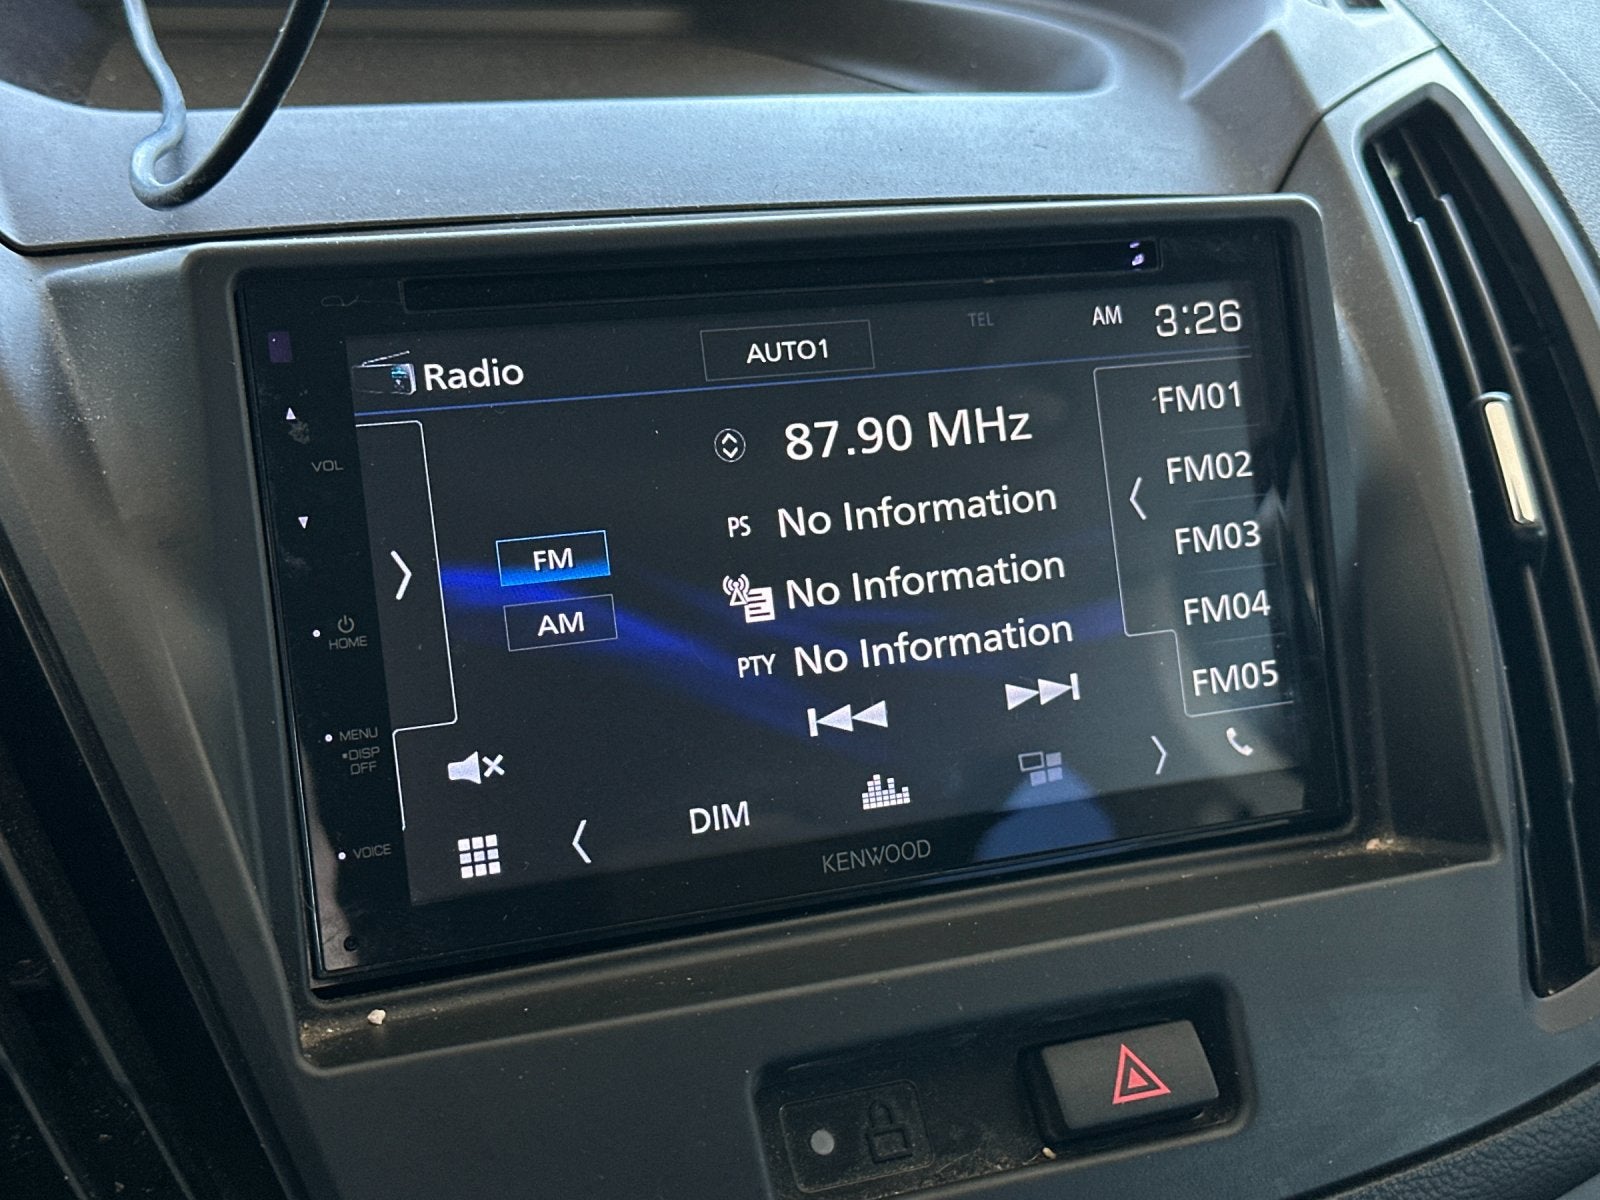 Radio
AUTO1
TEL
AM 3:26
87.90 MHz
PS No Information
No Information
PTY No Information
FM
AM
FM01
FM02
FM03
FM04
FM05
DIM
KENWOOD
VOL
HOME
MENU
DISP
OFF
VOICE